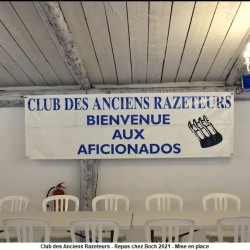 CLUB DES ANCIENS RAZETEURS
BIENVENUE
AUX
AFICIONADOS
Club des Anciens Razeteurs - Repas chez Boch 2021 - Mise en place